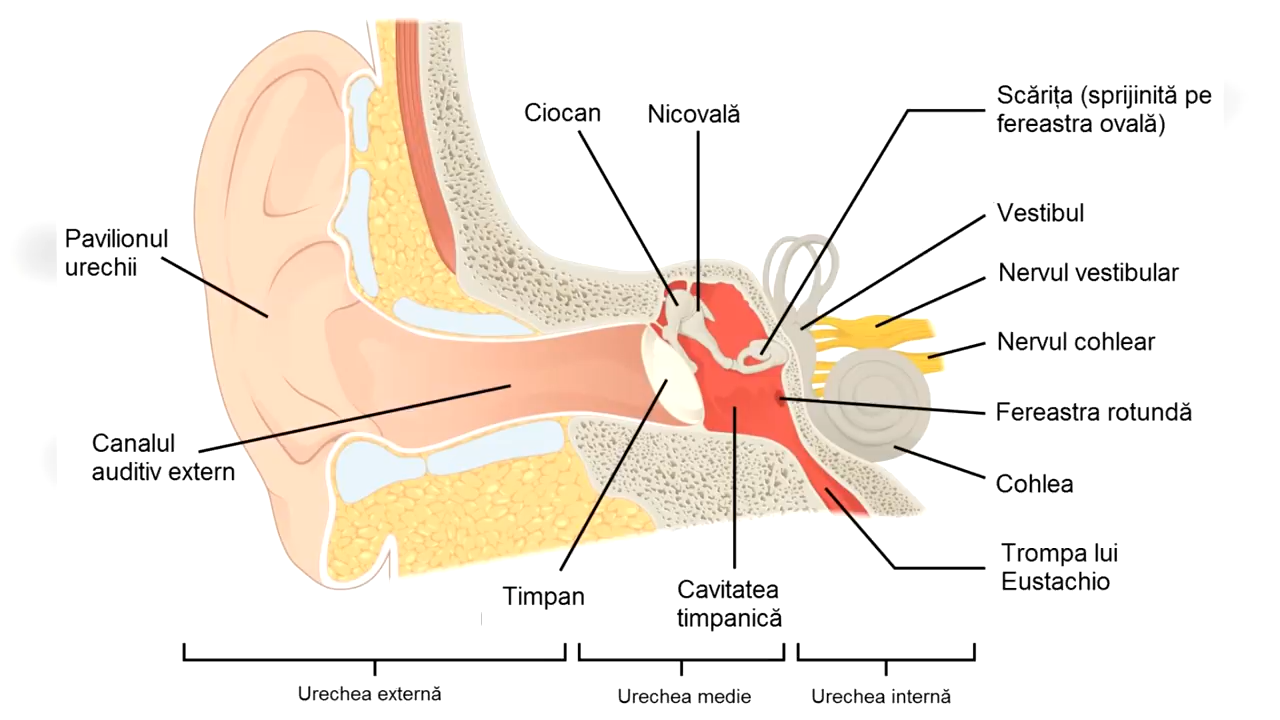 Scărița (sprijinită pe
fereastra ovală)
Ciocan
Nicovală
Vestibul
Pavilionul
urechii
Nervul vestibular
Nervul cohlear
Fereastra rotundă
Canalul
auditiv extern
Cohlea
Trompa lui
Eustachio
Timpan
Cavitatea
timpanică
Urechea externă
Urechea medie
Urechea internă